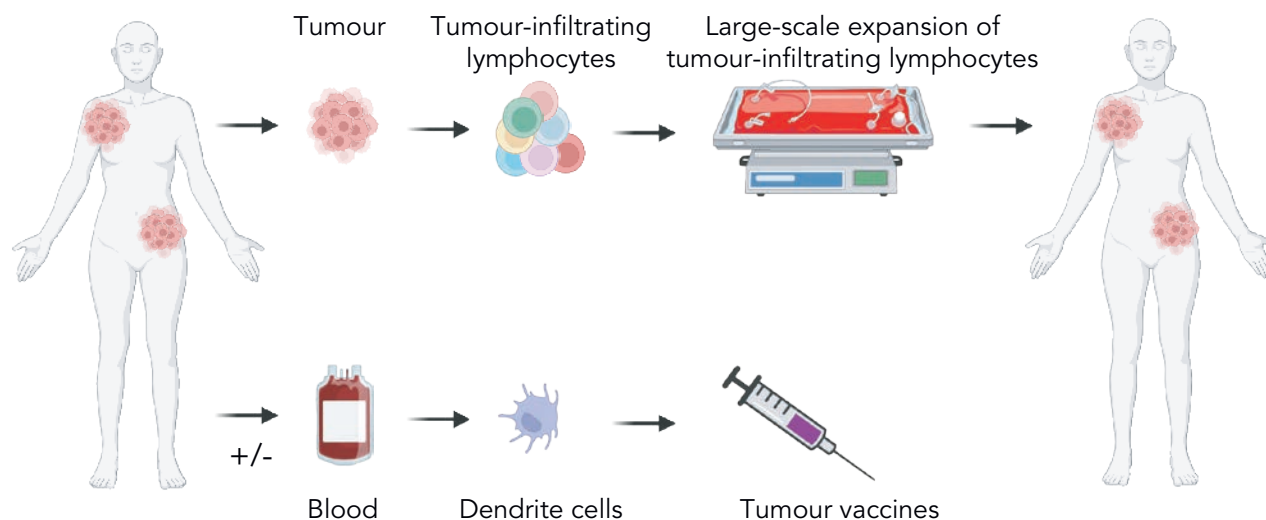 Tumour
Tumour-infiltrating
lymphocytes
Large-scale expansion of
tumour-infiltrating lymphocytes
+/-
Blood
Dendrite cells
Tumour vaccines